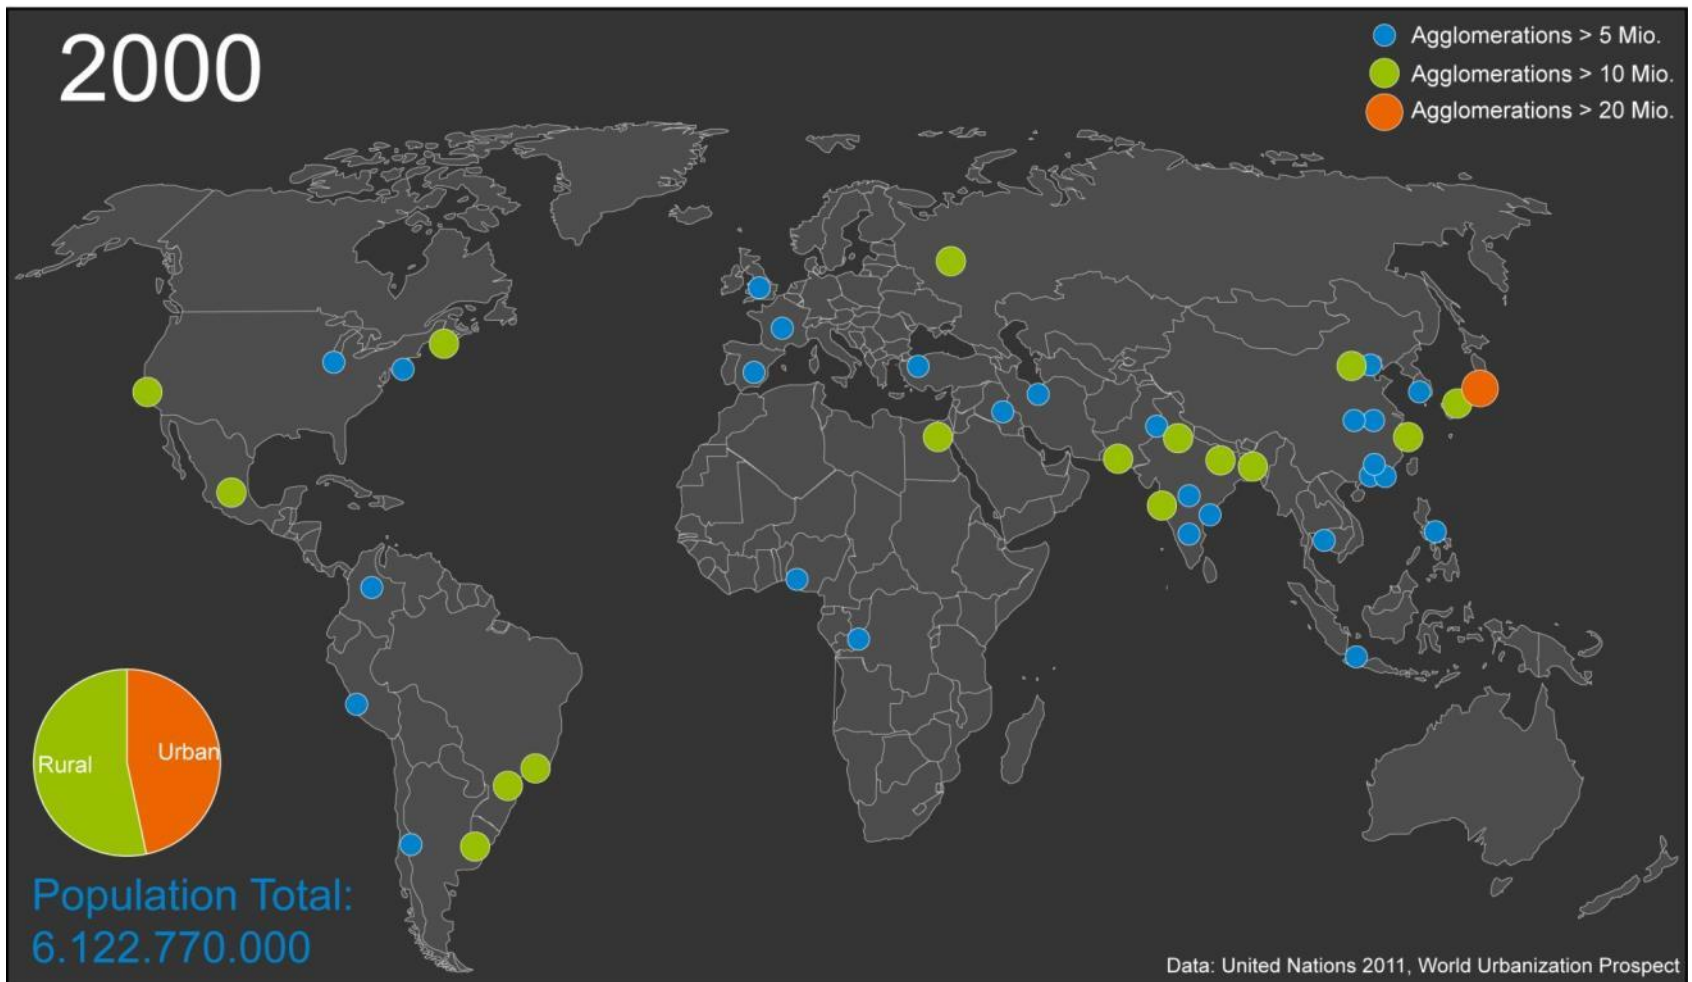 2000
Agglomerations > 5 Mio.
Agglomerations > 10 Mio.
Agglomerations > 20 Mio.
Rural
Urban
Population Total:
6.122.770.000
Data: United Nations 2011, World Urbanization Prospect